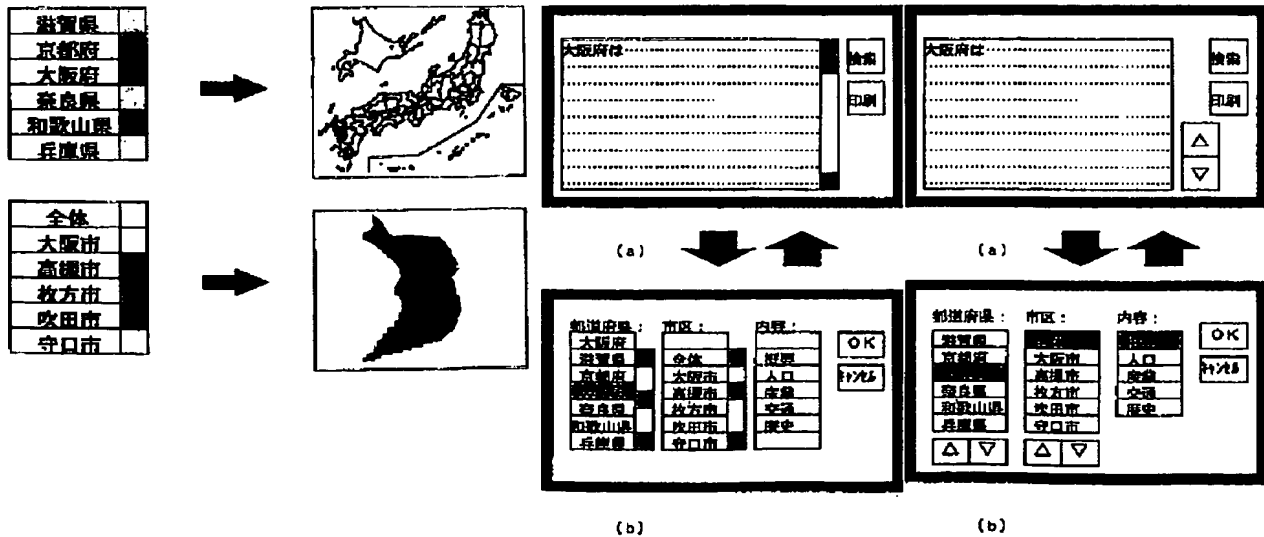 滋賀県
京都府
大阪府
奈良県
和歌山県
兵庫県
全体
大阪市
高槻市
枚方市
吹田市
守口市
大阪府は
検索
印刷
(a)
都道府県：
大阪府
滋賀県
京都府
奈良県
和歌山県
兵庫県
市区：
全体
大阪市
高槻市
枚方市
吹田市
守口市
内容：
概要
人口
産業
交通
歴史
OK
ｷｬﾝｾﾙ
(b)
大阪府は
検索
印刷
△
▽
(a)
都道府県：
滋賀県
京都府
奈良県
和歌山県
兵庫県
△ ▽
市区：
大阪市
高槻市
枚方市
吹田市
守口市
△ ▽
内容：
人口
産業
交通
歴史
OK
ｷｬﾝｾﾙ
(b)